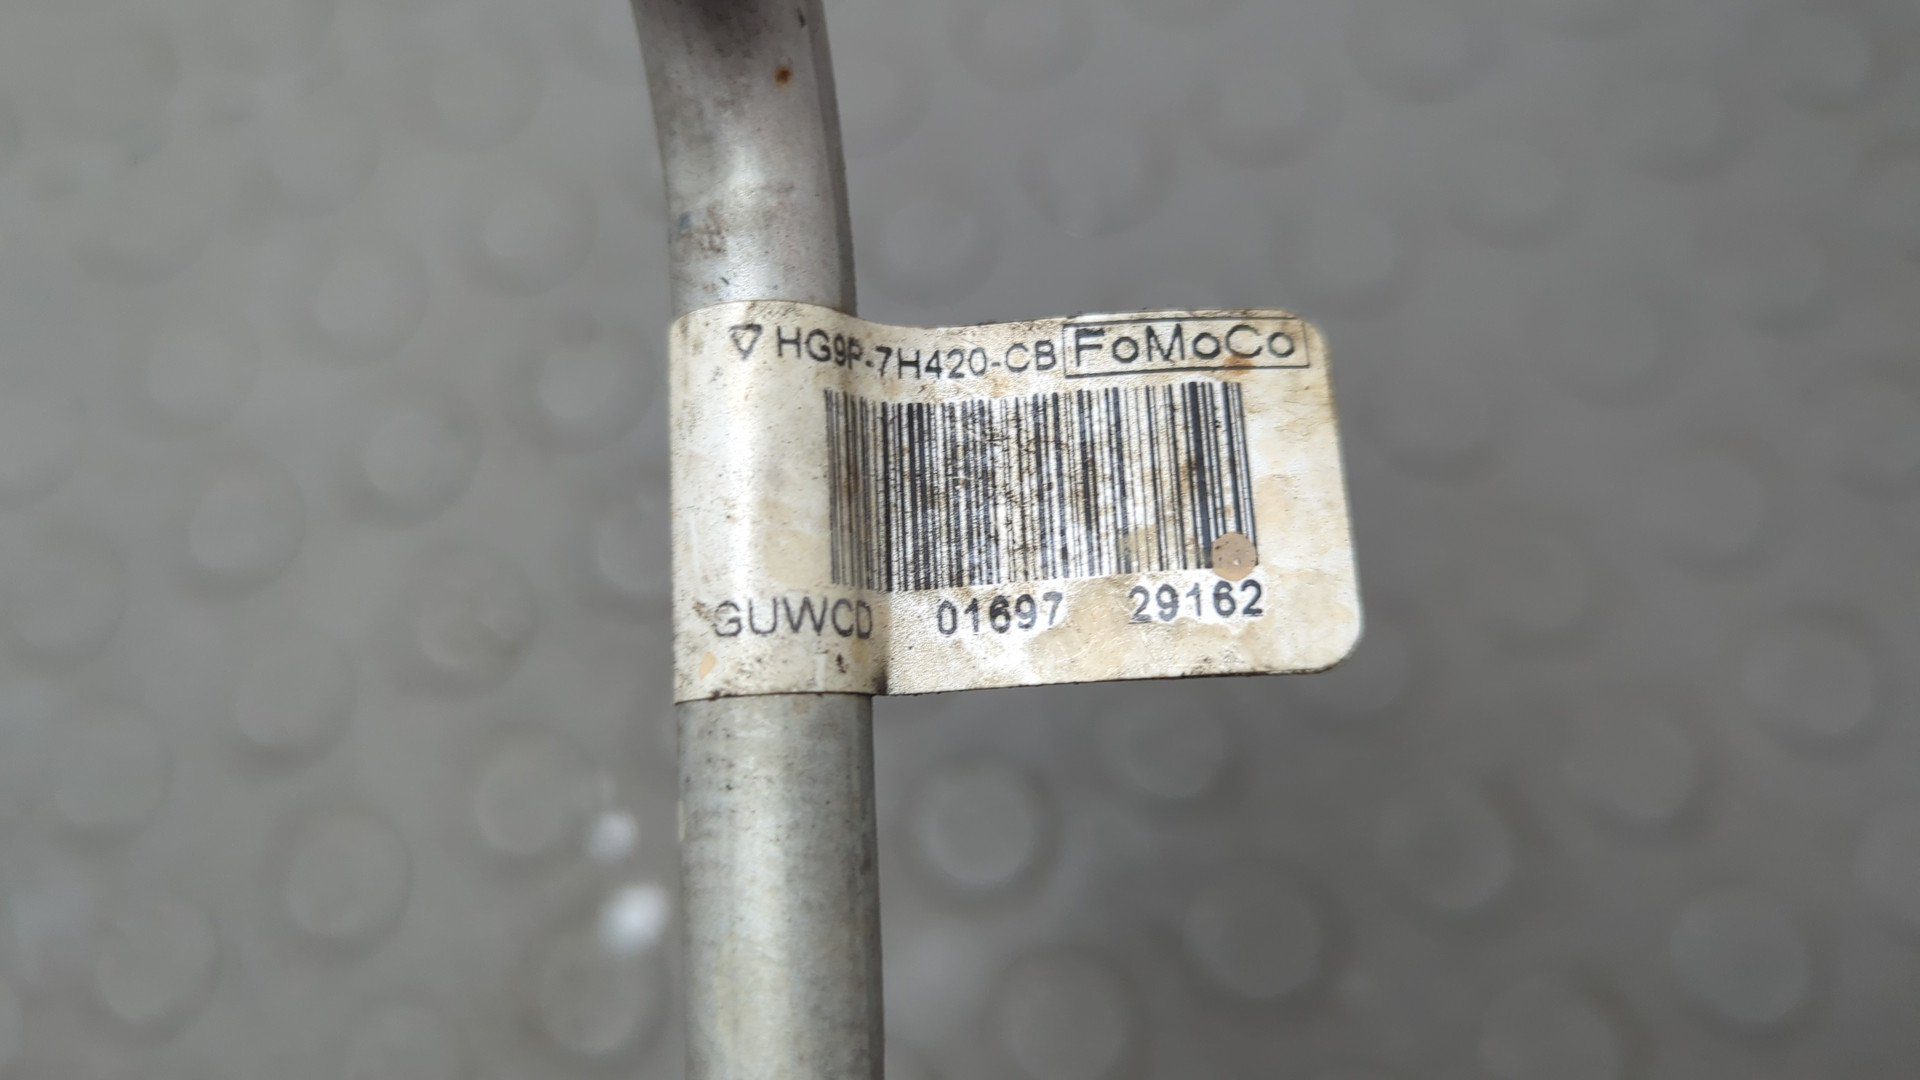 ▽ HG9P-7H420-CB FoMoCo
GUWCD 01697 29162